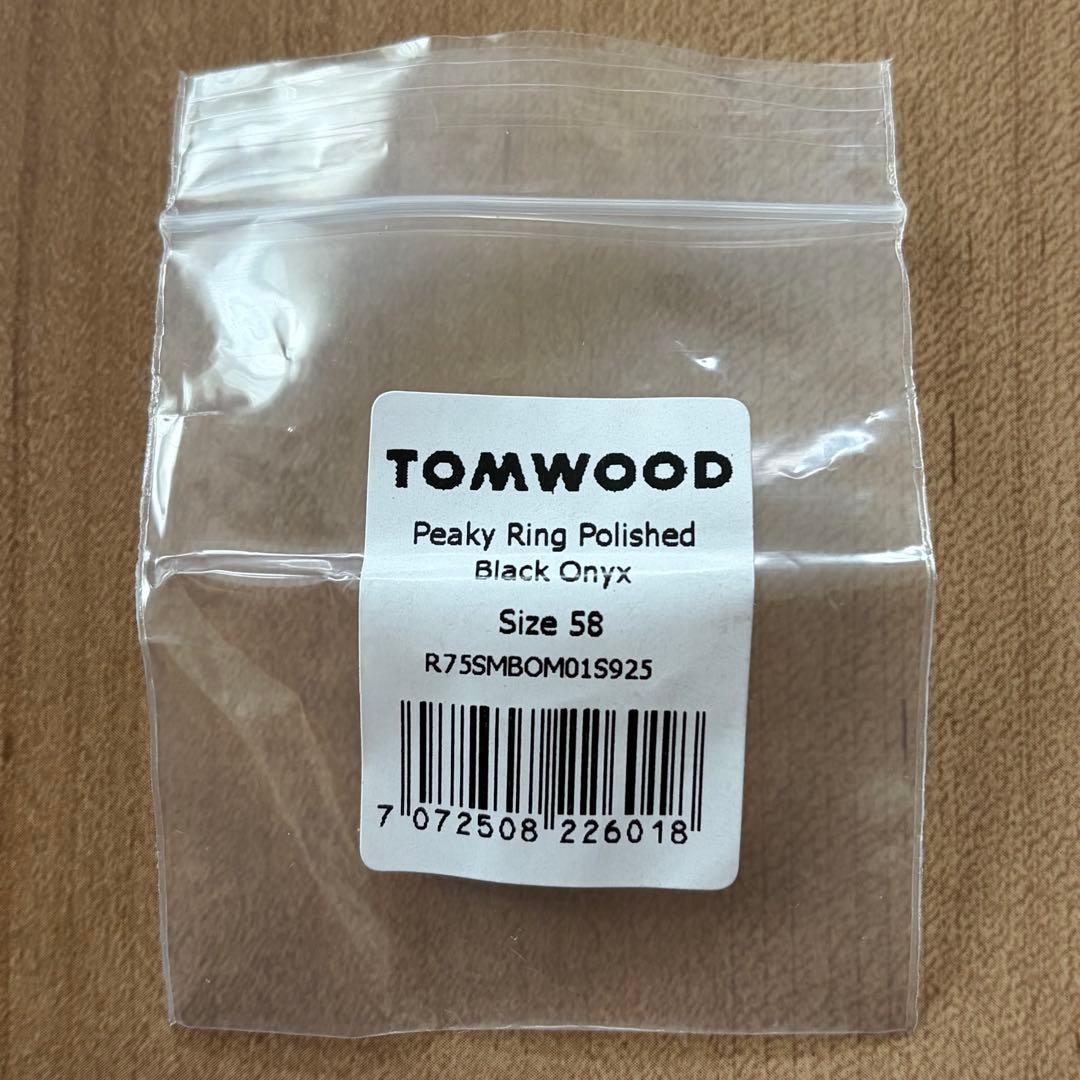 TOMWOOD
Peaky Ring Polished
Black Onyx
Size 58
R75SMBOM01S925
7 072508 226018